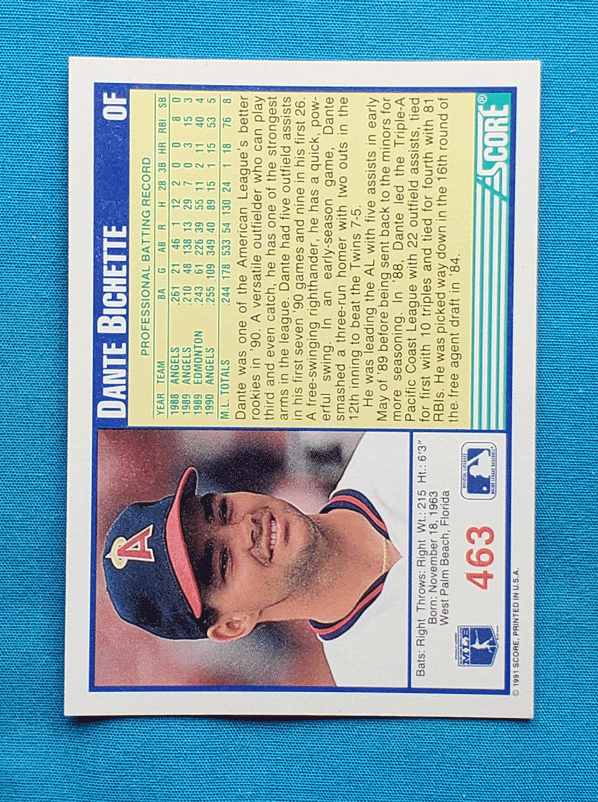 DANTE BICHETTE OF
PROFESSIONAL BATTING RECORD
YEAR TEAM BA G AB R H 2B 3B HR RBI SB
1988 ANGELS 261 21 46 1 12 2 0 0 8 0
1989 ANGELS 210 48 138 13 29 7 0 3 15 3
1989 EDMONTON 243 61 226 39 55 11 2 11 40 4
1990 ANGELS 255 109 349 40 89 15 1 15 53 5
M.L. TOTALS 244 178 533 54 130 24 1 18 76 8
Dante was one of the American League's better
rookies in '90. A versatile outfielder who can play
third and even catch, he has one of the strongest
arms in the league. Dante had five outfield assists
in his first seven '90 games and nine in his first 26.
A free-swinging righthander, he has a quick, pow-
erful swing. In an early-season game, Dante
smashed a three-run homer with two outs in the
12th inning to beat the Twins 7-5.
He was leading the AL with five assists in early
May of '89 before being sent back to the minors for
more seasoning. In '88, Dante led the Triple-A
Pacific Coast League with 22 outfield assists, tied
for first with 10 triples and tied for fourth with 81
RBIs. He was picked way down in the 16th round of
the free agent draft in '84.
SCORE®
A
Bats: Right Throws: Right Wt.: 215 Ht.: 6'3"
Born: November 18, 1963
West Palm Beach, Florida
MLB
463
© 1991 SCORE, PRINTED IN U.S.A.